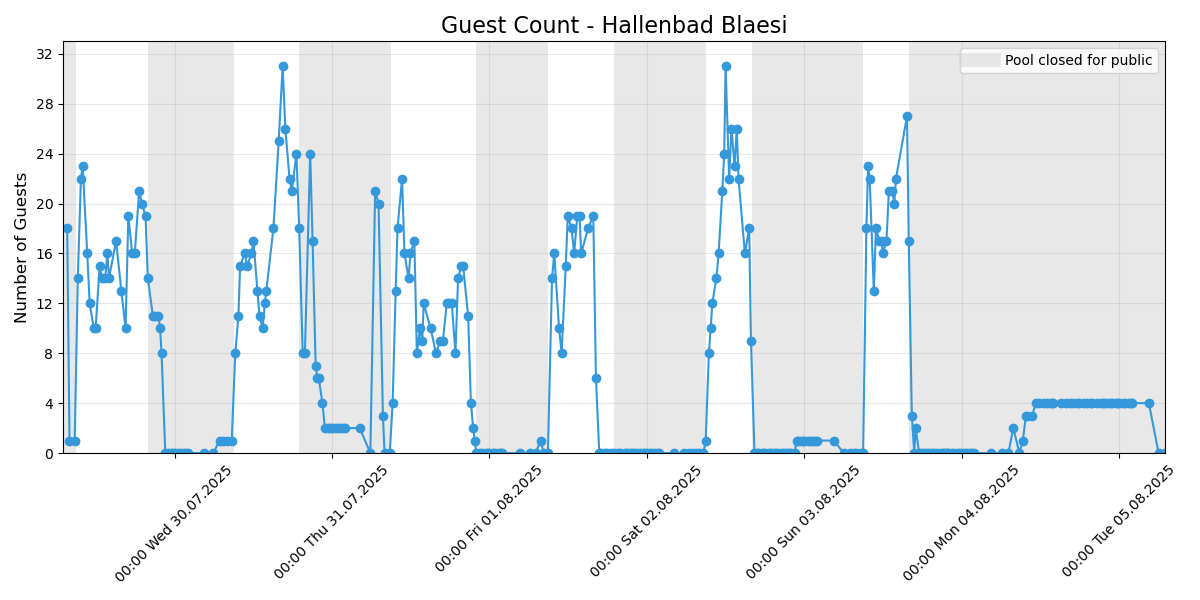 Guest Count - Hallenbad Blaesi
Pool closed for public
Number of Guests
32
28
24
20
16
12
8
4
0
00:00 Wed 30.07.2025
00:00 Thu 31.07.2025
00:00 Fri 01.08.2025
00:00 Sat 02.08.2025
00:00 Sun 03.08.2025
00:00 Mon 04.08.2025
00:00 Tue 05.08.2025